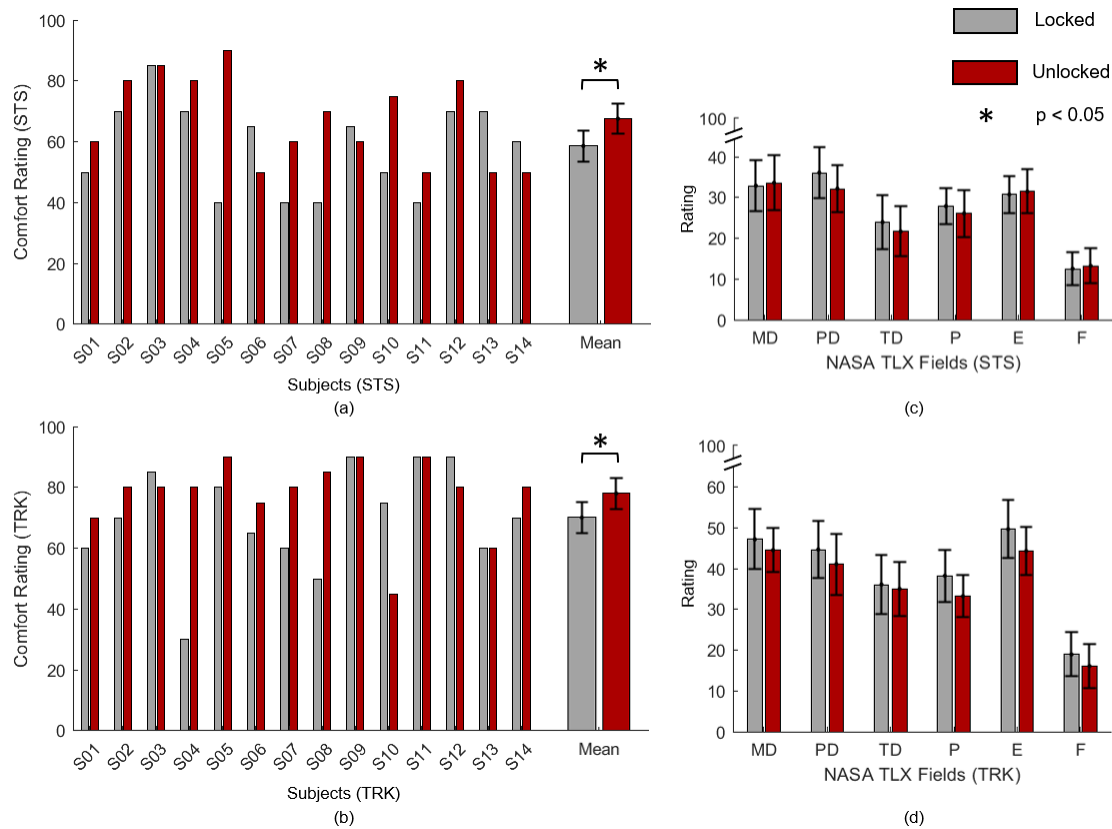 Locked
Unlocked
* p < 0.05
Comfort Rating (STS)
100
80
60
40
20
0
*
S01 S02 S03 S04 S05 S06 S07 S08 S09 S10 S11 S12 S13 S14 Mean
Subjects (STS)
(a)
Rating
100
40
30
20
10
0
MD PD TD P E F
NASA TLX Fields (STS)
(c)
Comfort Rating (TRK)
100
80
60
40
20
0
*
S01 S02 S03 S04 S05 S06 S07 S08 S09 S10 S11 S12 S13 S14 Mean
Subjects (TRK)
(b)
Rating
100
60
50
40
30
20
10
0
MD PD TD P E F
NASA TLX Fields (TRK)
(d)